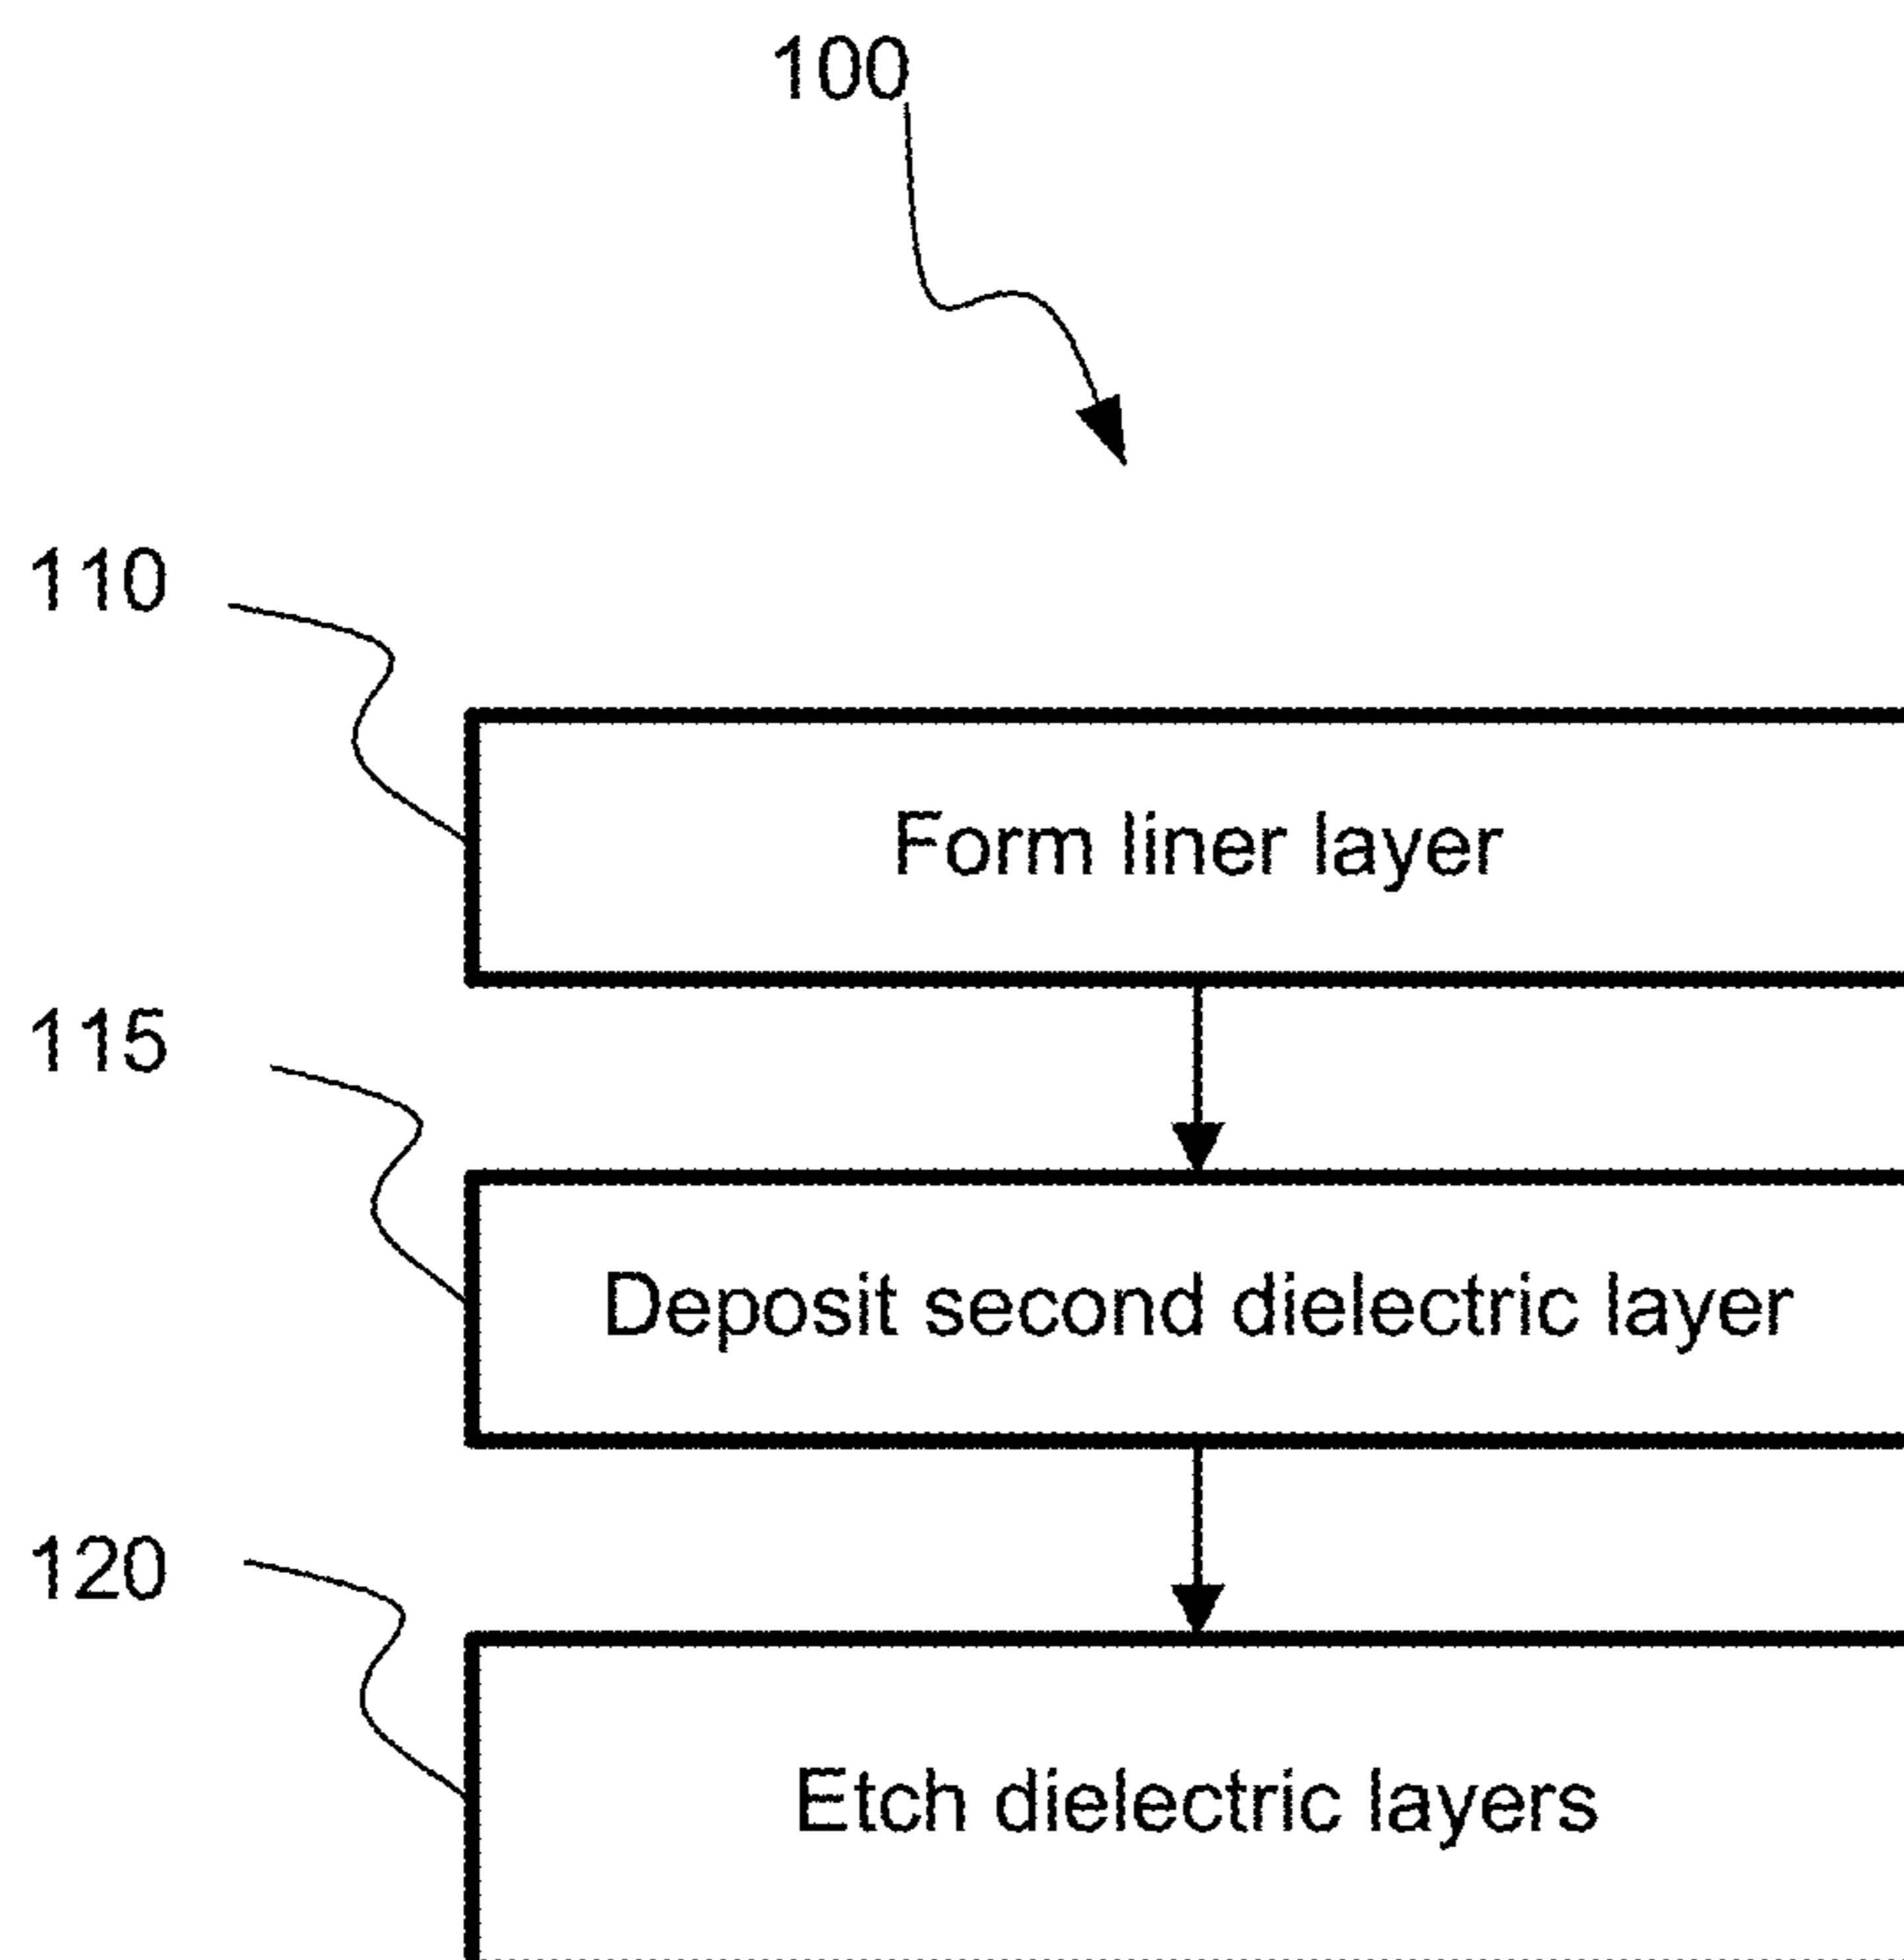 100
110
Form liner layer
115
Deposit second dielectric layer
120
Etch dielectric layers